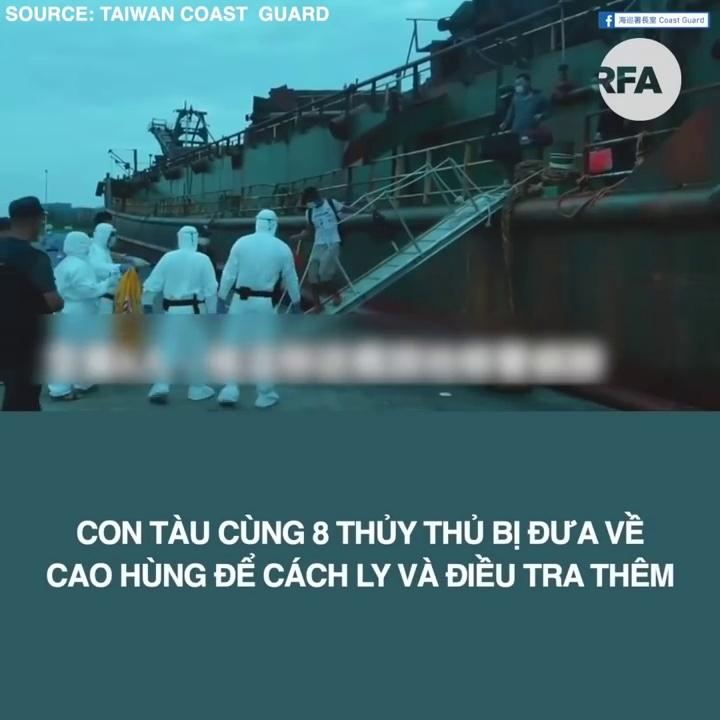 SOURCE: TAIWAN COAST GUARD
海巡署長室 Coast Guard
RFA
CON TÀU CÙNG 8 THỦY THỦ BỊ ĐƯA VỀ
CAO HÙNG ĐỂ CÁCH LY VÀ ĐIỀU TRA THÊM